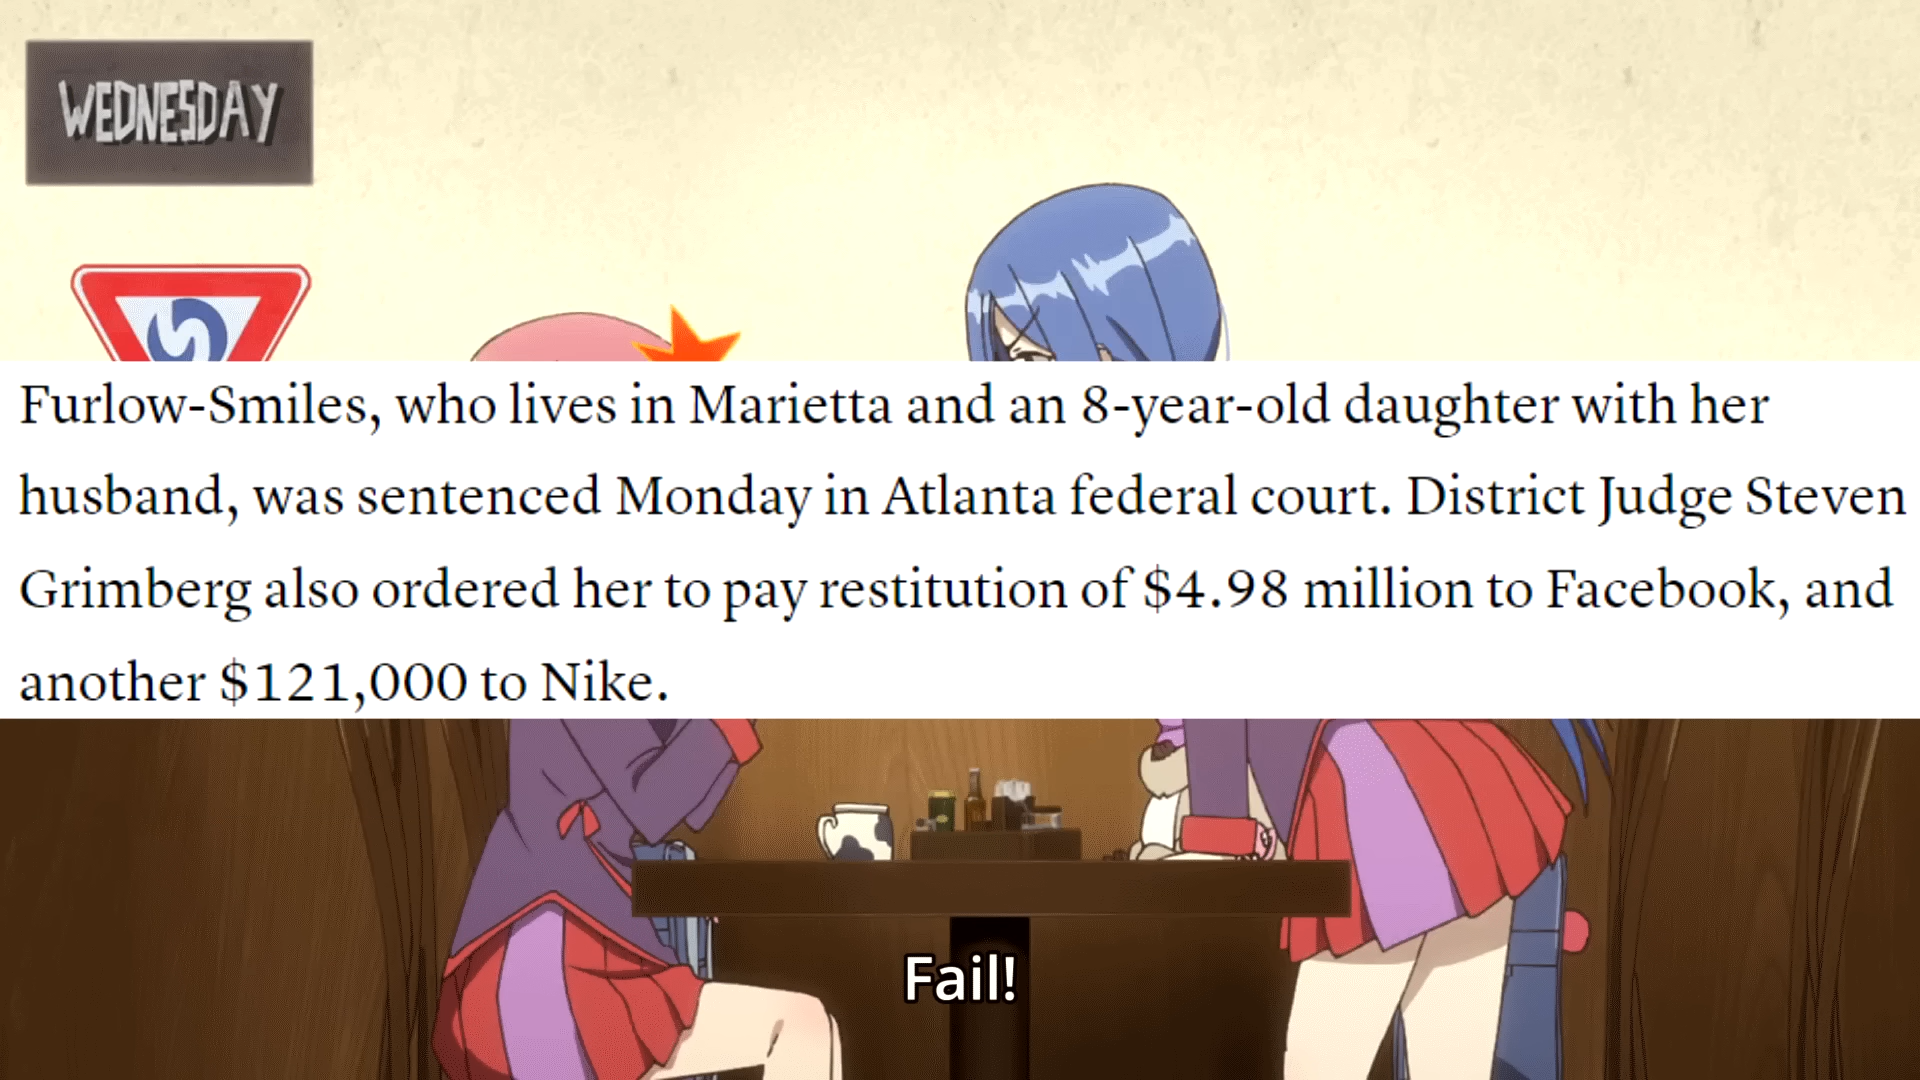 WEDNESDAY
Furlow-Smiles, who lives in Marietta and an 8-year-old daughter with her
husband, was sentenced Monday in Atlanta federal court. District Judge Steven
Grimberg also ordered her to pay restitution of $4.98 million to Facebook, and
another $121,000 to Nike.
Fail!